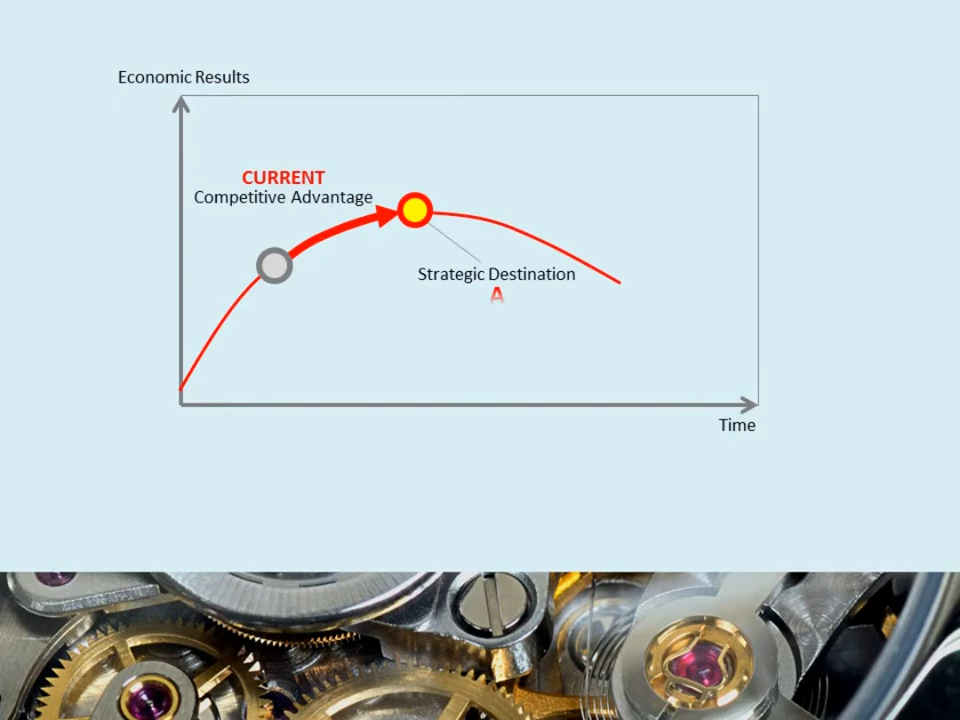 Economic Results
CURRENT
Competitive Advantage
Strategic Destination
A
Time